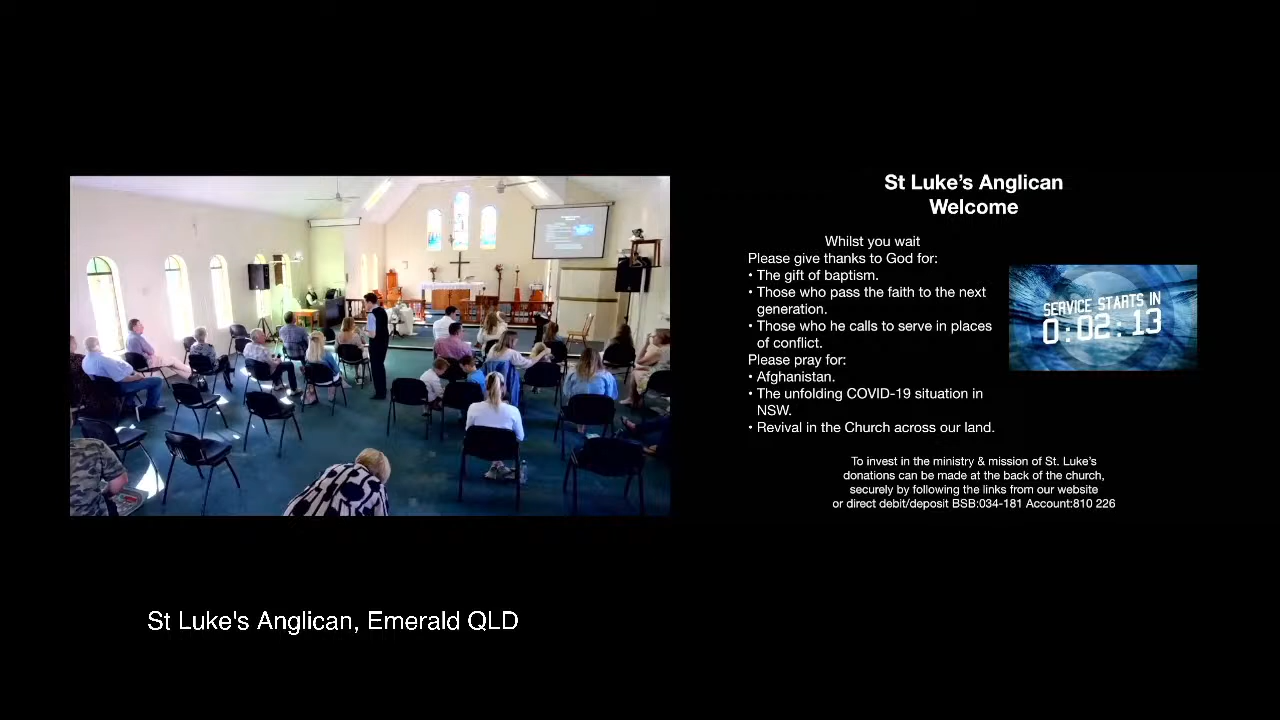 St Luke’s Anglican
Welcome
Whilst you wait
Please give thanks to God for:
• The gift of baptism.
• Those who pass the faith to the next
generation.
• Those who he calls to serve in places
of conflict.
Please pray for:
• Afghanistan.
• The unfolding COVID-19 situation in
NSW.
• Revival in the Church across our land.
SERVICE STARTS IN
0:02:13
To invest in the ministry & mission of St. Luke’s
donations can be made at the back of the church,
securely by following the links from our website
or direct debit/deposit BSB:034-181 Account:810 226
St Luke's Anglican, Emerald QLD